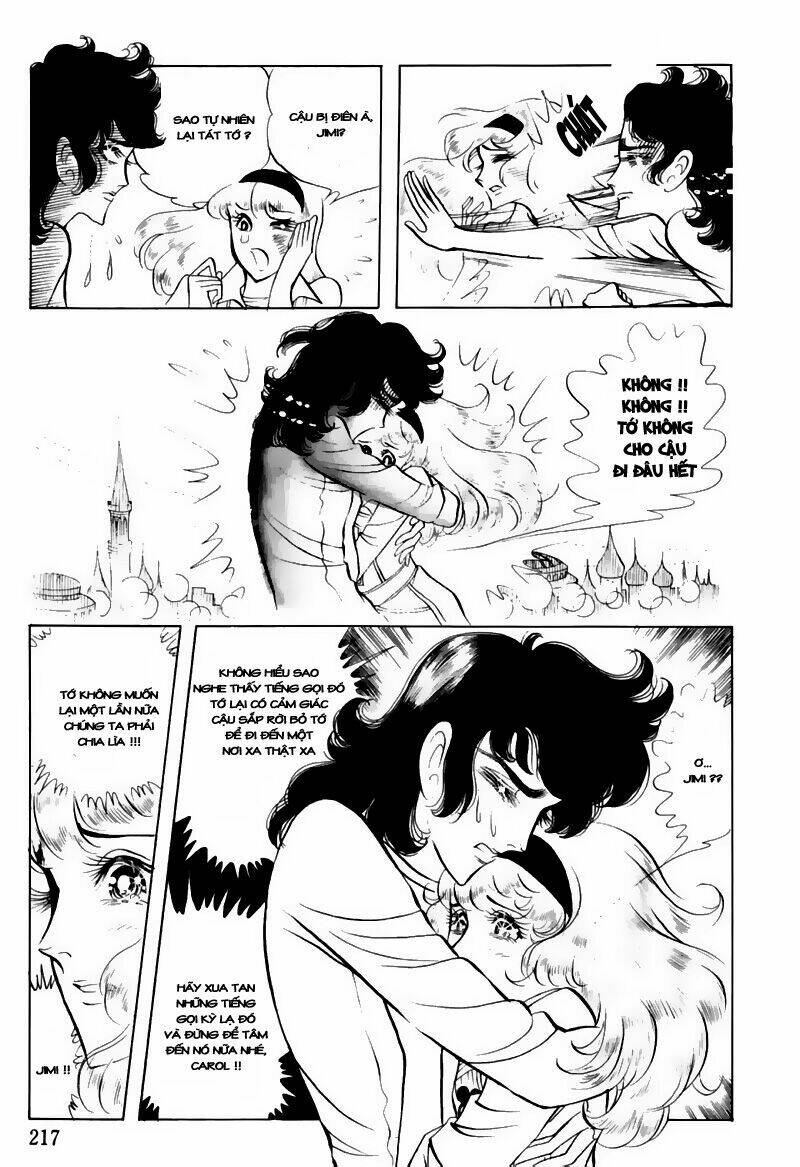 CHÁT
CẬU BỊ ĐIÊN À,
JIMI?
SAO TỰ NHIÊN
LẠI TÁT TỚ ?
KHÔNG !!
KHÔNG !!
TỚ KHÔNG
CHO CẬU
ĐI ĐÂU HẾT
Ơ...
JIMI ??
KHÔNG HIỂU SAO
NGHE THẤY TIẾNG GỌI ĐÓ
TỚ LẠI CÓ CẢM GIÁC
CẬU SẮP RỜI BỎ TỚ
ĐỂ ĐI ĐẾN MỘT
NƠI XA THẬT XA
HÃY XUA TAN
NHỮNG TIẾNG
GỌI KỲ LẠ ĐÓ
VÀ ĐỪNG ĐỂ TÂM
ĐẾN NÓ NỮA NHÉ,
CAROL !!
TỚ KHÔNG MUỐN
LẠI MỘT LẦN NỮA
CHÚNG TA PHẢI
CHIA LÌA !!!
JIMI !!
217